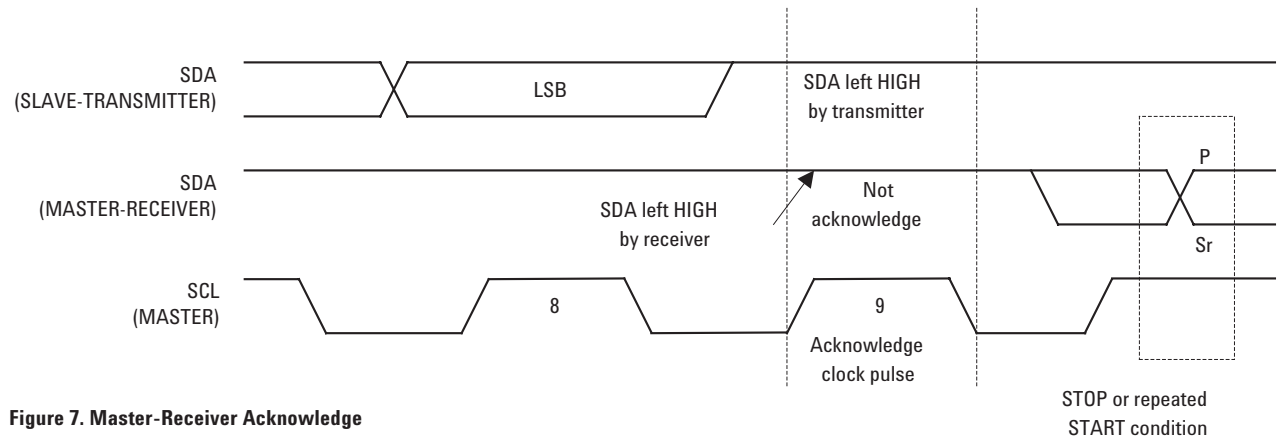 SDA
(SLAVE-TRANSMITTER)
LSB
SDA left HIGH
by transmitter
SDA
(MASTER-RECEIVER)
SDA left HIGH
by receiver
Not
acknowledge
P
Sr
SCL
(MASTER)
8
9
Acknowledge
clock pulse
STOP or repeated
START condition
Figure 7. Master-Receiver Acknowledge